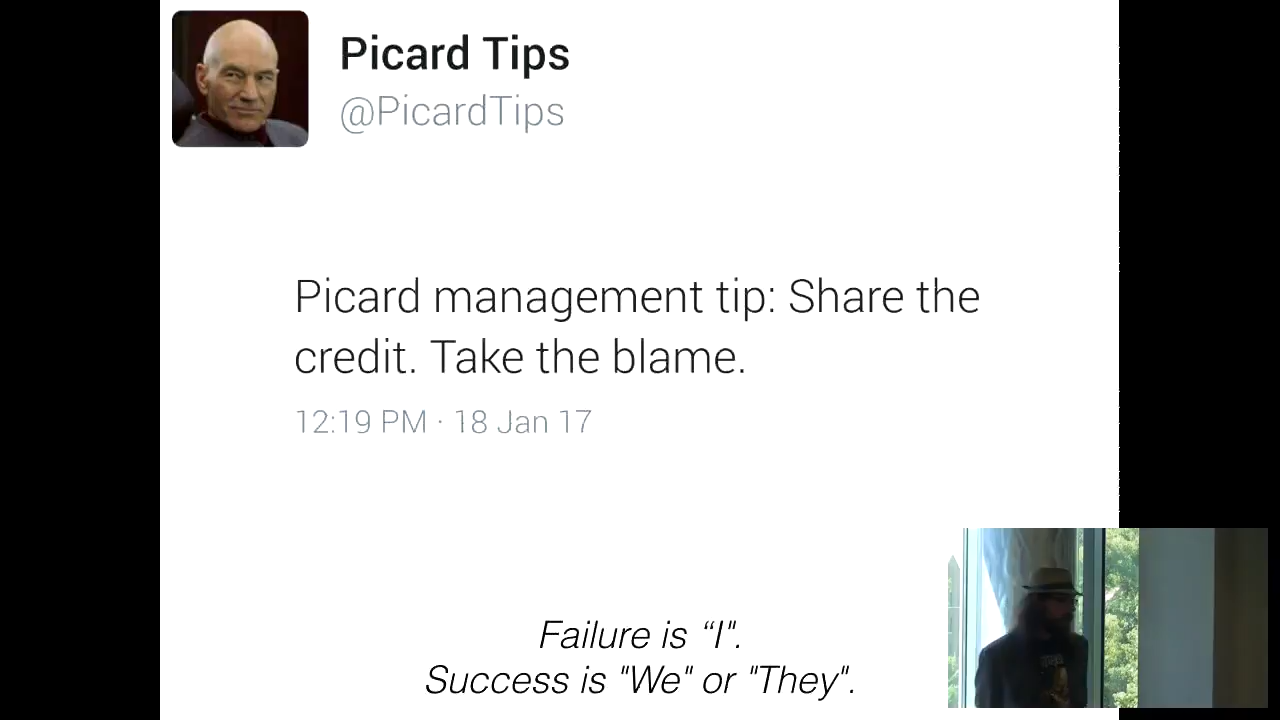 Picard Tips
@PicardTips
Picard management tip: Share the
credit. Take the blame.
12:19 PM · 18 Jan 17
Failure is “I".
Success is "We" or "They".